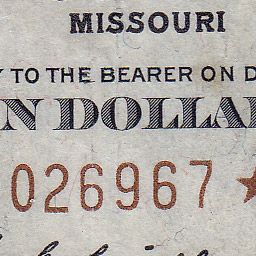 MISSOURI
TO THE BEARER ON D
N DOLLA
026967★